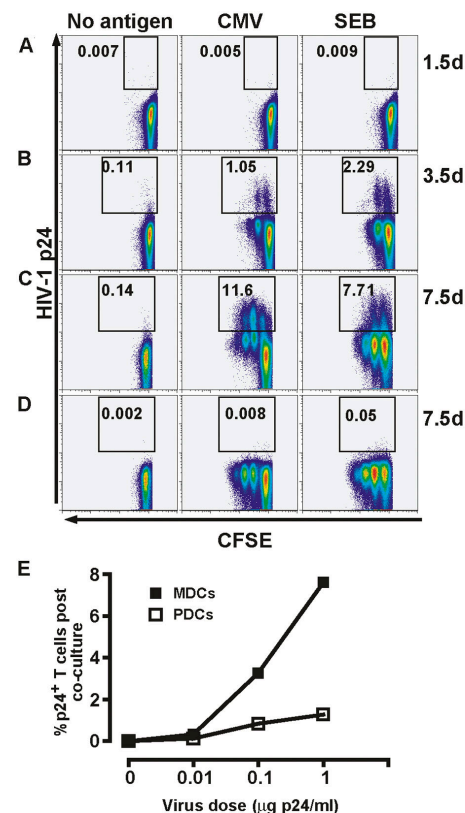 No antigen CMV SEB
A 0.007 0.005 0.009 1.5d
B 0.11 1.05 2.29 3.5d
C 0.14 11.6 7.71 7.5d
D 0.002 0.008 0.05 7.5d
HIV-1 p24
CFSE
E
MDCs
PDCs
%p24+ T cells post
co-culture
8
6
4
2
0
0 0.01 0.1 1
Virus dose (μg p24/ml)